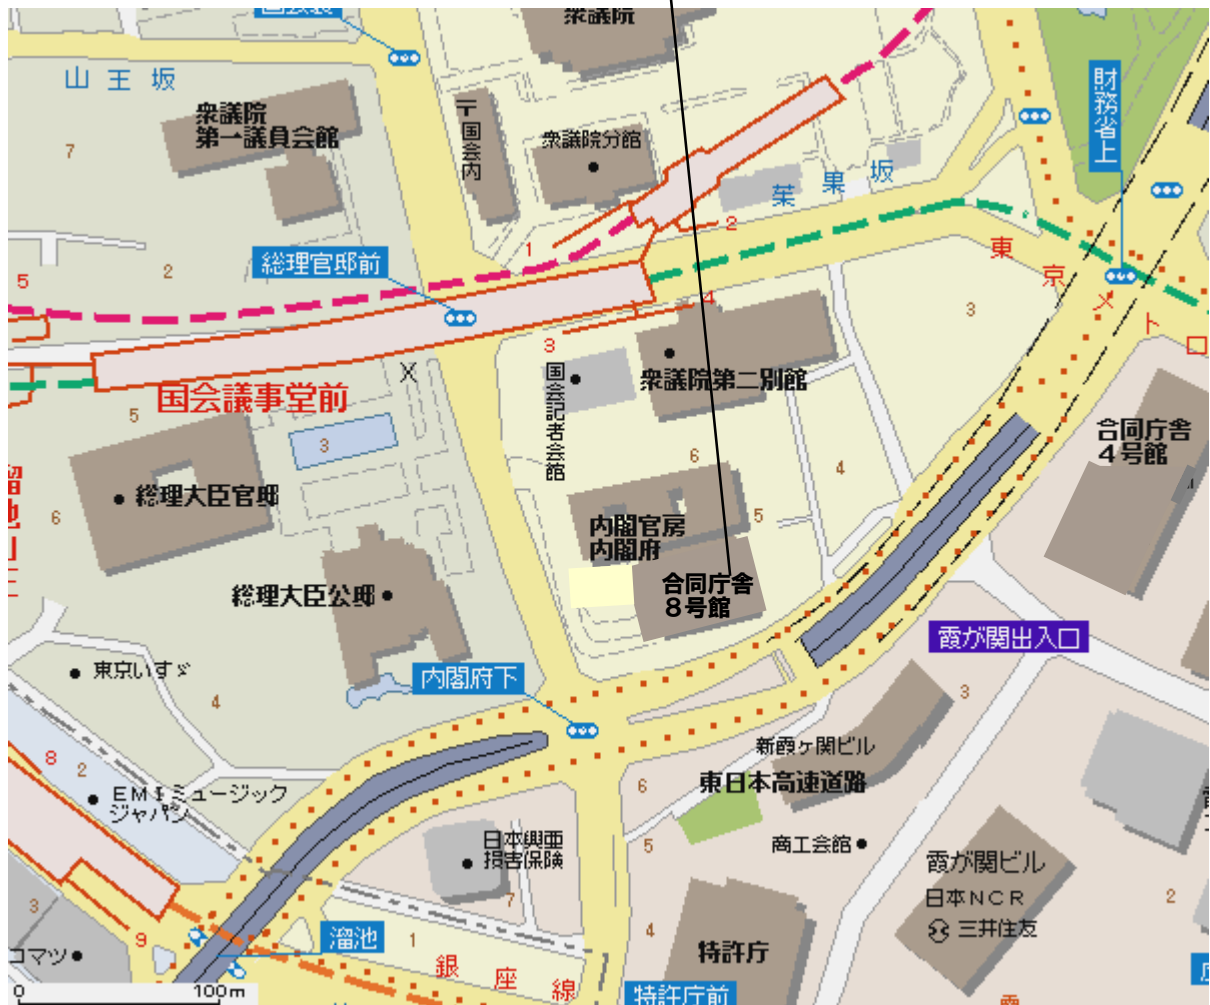 衆議院
山王坂
衆議院
第一議員会館
7
〒国会内
衆議院分館
財務省上
茱萸坂
1
2
総理官邸前
2
5
東京メトロ
3
4
3
国会議事堂前
5
3
国会記者会館
衆議院第二別館
合同庁舎
4号館
6
4
総理大臣官邸
6
内閣官房
内閣府
5
合同庁舎
8号館
総理大臣公邸
霞が関出入口
東京いすゞ
内閣府下
4
3
新霞ヶ関ビル
東日本高速道路
6
8
2
EMIミュージック
ジャパン
日本興亜
損害保険
5
商工会館
霞が関ビル
日本NCR
三井住友
7
2
3
9
溜池
1
4
特許庁
コマツ
銀座線
0
100m
特許庁前